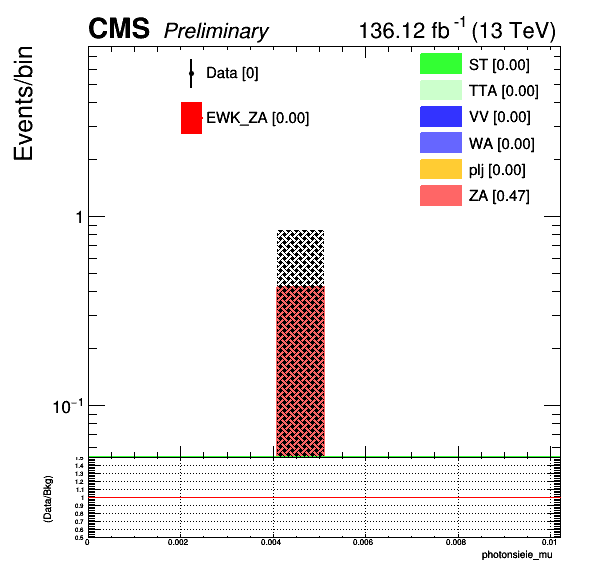 CMS Preliminary 136.12 fb⁻¹ (13 TeV)
Events/bin
Data [0]
EWK_ZA [0.00]
ST [0.00]
TTA [0.00]
VV [0.00]
WA [0.00]
plj [0.00]
ZA [0.47]
1
10⁻¹
(Data/Bkg)
1.5
1.4
1.3
1.2
1.1
1
0.9
0.8
0.7
0.6
0.5
0 0.002 0.004 0.006 0.008 0.01
photonsieie_mu